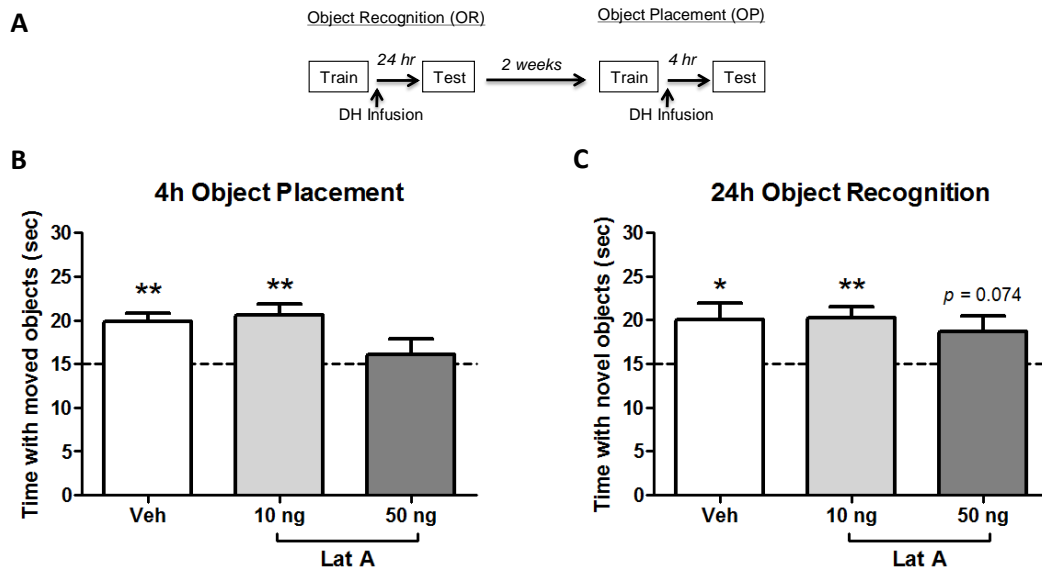 A
Object Recognition (OR)
Object Placement (OP)
Train
24 hr
Test
2 weeks
Train
4 hr
Test
DH Infusion
DH Infusion
B
4h Object Placement
Time with moved objects (sec)
30
25
20
15
10
5
0
**
**
Veh
10 ng
50 ng
Lat A
C
24h Object Recognition
Time with novel objects (sec)
30
25
20
15
10
5
0
*
**
p = 0.074
Veh
10 ng
50 ng
Lat A